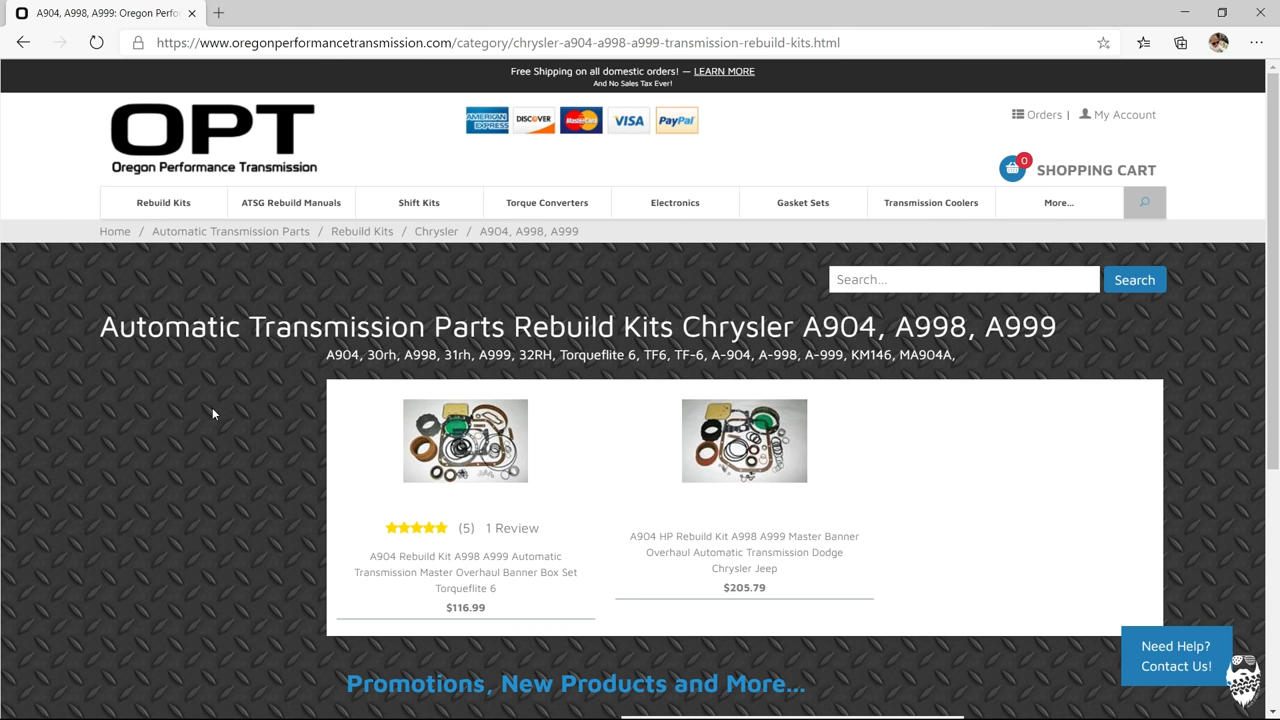 A904, A998, A999: Oregon Perfo
https://www.oregonperformancetransmission.com/category/chrysler-a904-a998-a999-transmission-rebuild-kits.html
Free Shipping on all domestic orders! — LEARN MORE
And No Sales Tax Ever!
OPT
Oregon Performance Transmission
AMERICAN EXPRESS
DISCOVER
MasterCard
VISA
PayPal
Orders | My Account
0
SHOPPING CART
Rebuild Kits
ATSG Rebuild Manuals
Shift Kits
Torque Converters
Electronics
Gasket Sets
Transmission Coolers
More...
Home / Automatic Transmission Parts / Rebuild Kits / Chrysler / A904, A998, A999
Search...
Search
Automatic Transmission Parts Rebuild Kits Chrysler A904, A998, A999
A904, 30rh, A998, 31rh, A999, 32RH, Torqueflite 6, TF6, TF-6, A-904, A-998, A-999, KM146, MA904A,
(5) 1 Review
A904 Rebuild Kit A998 A999 Automatic
Transmission Master Overhaul Banner Box Set
Torqueflite 6
$116.99
A904 HP Rebuild Kit A998 A999 Master Banner
Overhaul Automatic Transmission Dodge
Chrysler Jeep
$205.79
Need Help?
Contact Us!
Promotions, New Products and More...